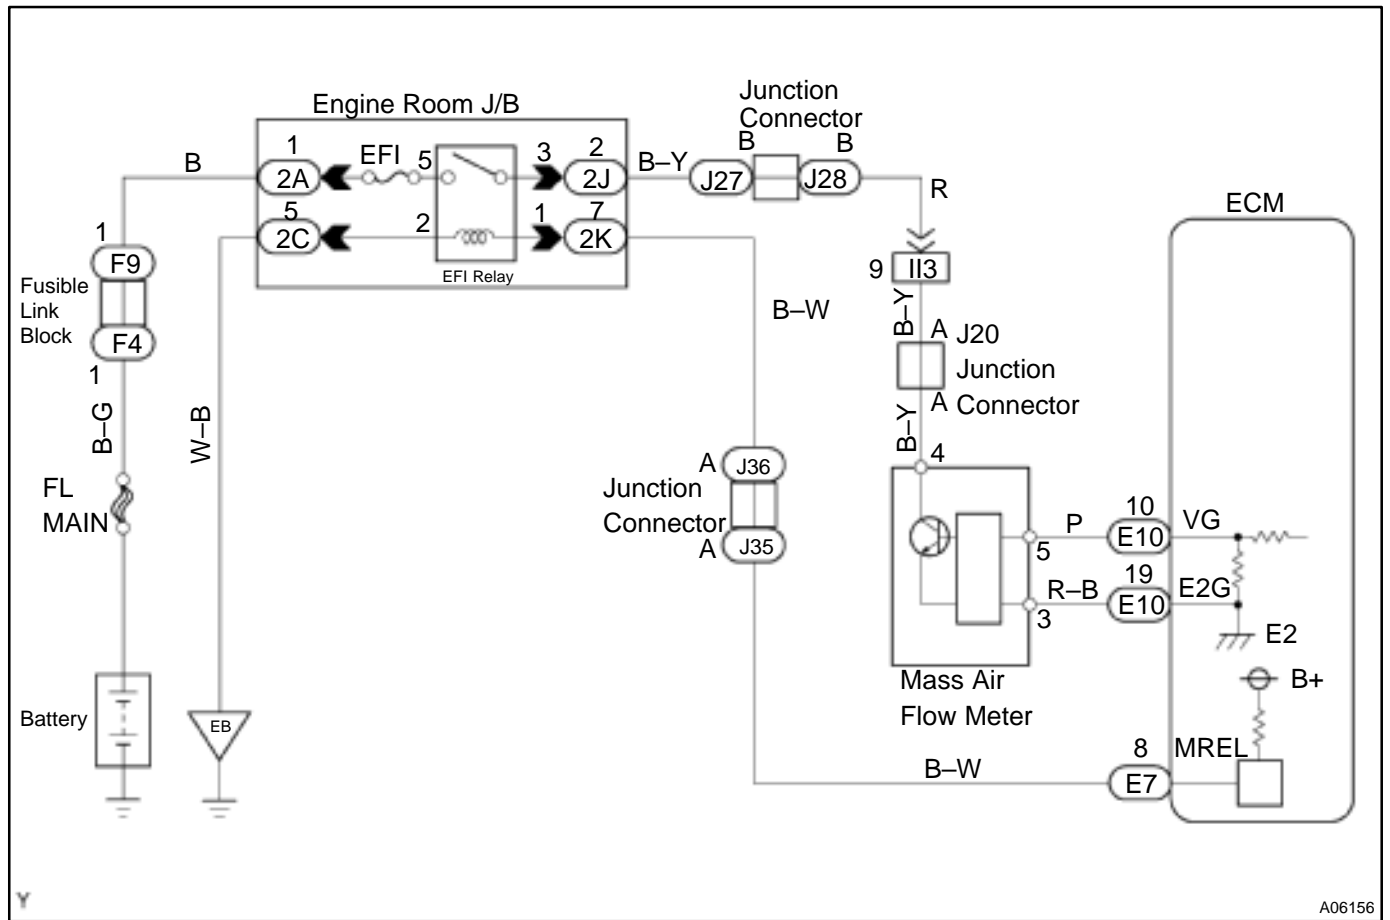 Engine Room J/B
Junction
Connector
B
B
B
1
2A
EFI
5
3
2
2J
B–Y
J27
J28
R
5
2C
2
1
7
2K
EFI Relay
ECM
1
F9
Fusible
Link
Block
F4
1
9
II3
B–W
B–Y
A
J20
Junction
Connector
A
B–Y
B–G
W–B
4
FL
MAIN
A
J36
Junction
Connector
A
J35
P
10
E10
VG
5
R–B
19
E10
E2G
3
E2
Mass Air
Flow Meter
B+
Battery
EB
8
MREL
B–W
E7
Y
A06156